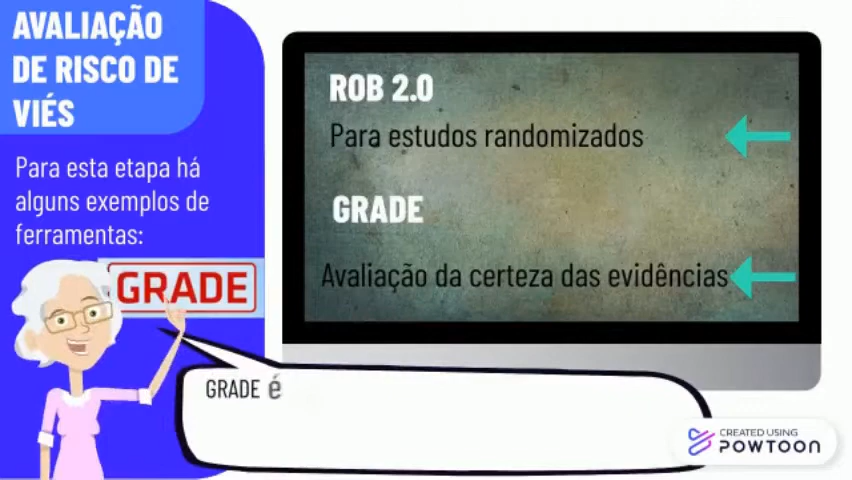 AVALIAÇÃO
DE RISCO DE
VIÉS
Para esta etapa há
alguns exemplos de
ferramentas:
GRADE
ROB 2.0
Para estudos randomizados
GRADE
Avaliação da certeza das evidências
GRADE é
CREATED USING
POWTOON